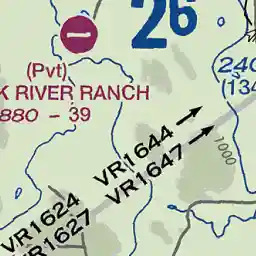 26
(Pvt)
K RIVER RANCH
880 - 39
240
(134
VR1644
VR1647
1000
VR1624
VR1627